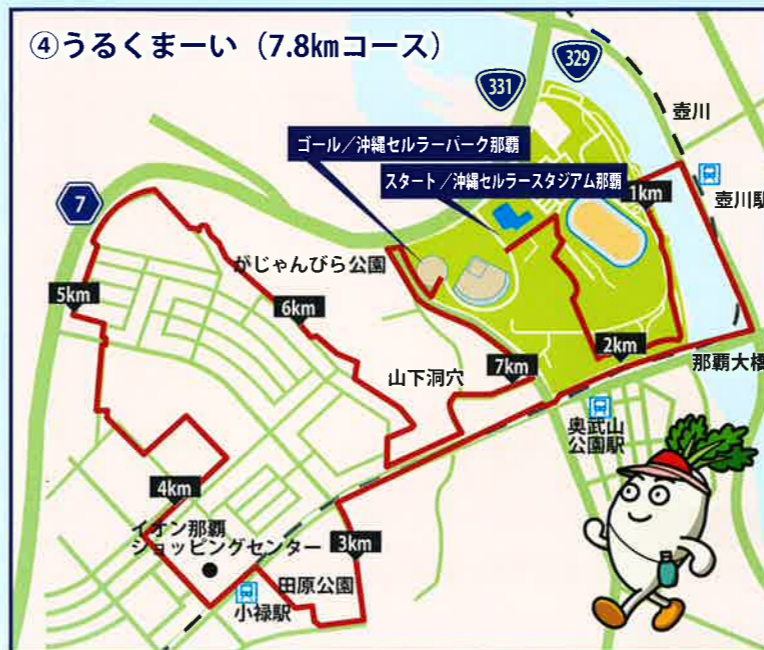 ④うるくまーい（7.8kmコース）
331
329
壺川
ゴール／沖縄セルラーパーク那覇
スタート／沖縄セルラースタジアム那覇
1km
壺川駅
7
がじゃんびら公園
5km
6km
2km
那覇大橋
山下洞穴
7km
奥武山
公園駅
4km
イオン那覇
ショッピングセンター
3km
田原公園
小禄駅